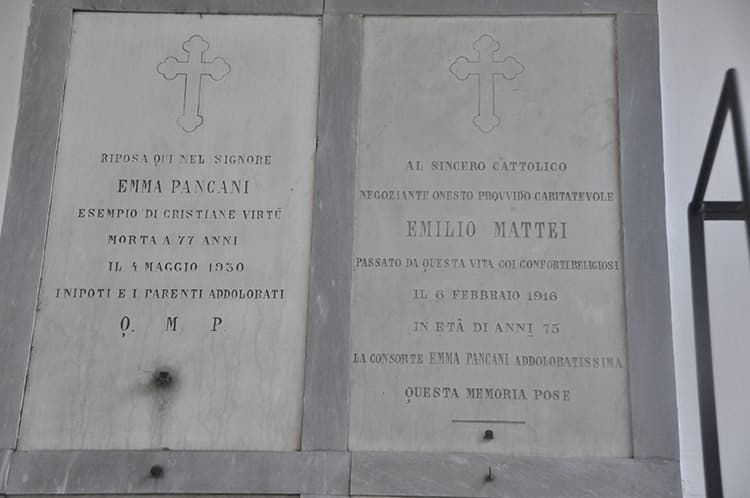 RIPOSA QUI NEL SIGNORE
EMMA PANCANI
ESEMPIO DI CRISTIANE VIRTÙ
MORTA A 77 ANNI
IL 4 MAGGIO 1930
I NIPOTI E I PARENTI ADDOLORATI
Q. M P.
AL SINCERO CATTOLICO
NEGOZIANTE ONESTO PROVVIDO CARITATEVOLE
EMILIO MATTEI
PASSATO DA QUESTA VITA COI CONFORTI RELIGIOSI
IL 6 FEBBRAIO 1916
IN ETÀ DI ANNI 75
LA CONSORTE EMMA PANCANI ADDOLORATISSIMA
QUESTA MEMORIA POSE